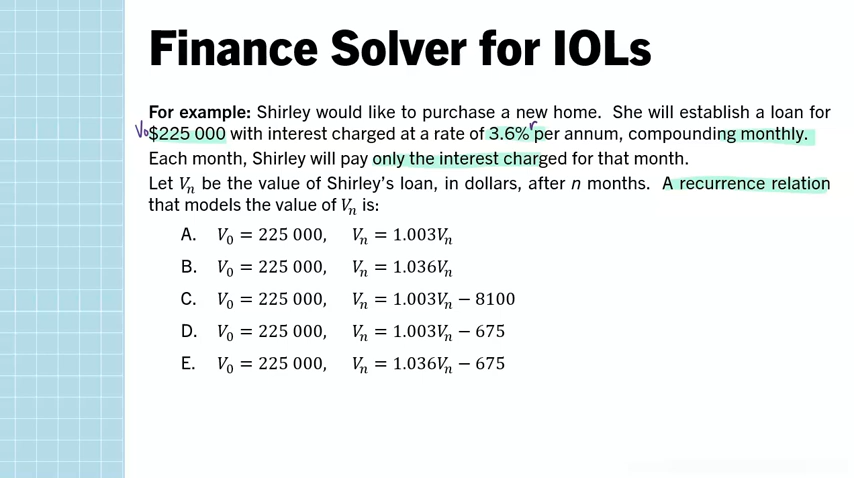 Finance Solver for IOLs
For example: Shirley would like to purchase a new home. She will establish a loan for
V₀ $225 000 with interest charged at a rate of 3.6% r per annum, compounding monthly.
Each month, Shirley will pay only the interest charged for that month.
Let Vₙ be the value of Shirley's loan, in dollars, after n months. A recurrence relation
that models the value of Vₙ is:
A. V₀ = 225 000, Vₙ = 1.003Vₙ
B. V₀ = 225 000, Vₙ = 1.036Vₙ
C. V₀ = 225 000, Vₙ = 1.003Vₙ − 8100
D. V₀ = 225 000, Vₙ = 1.003Vₙ − 675
E. V₀ = 225 000, Vₙ = 1.036Vₙ − 675